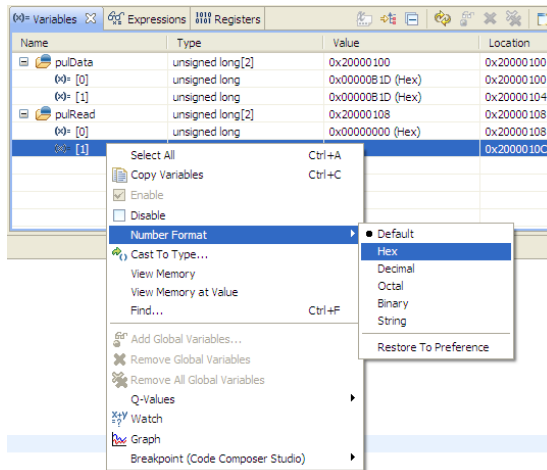 (x)= Variables Expressions 1010 0101 Registers
Name Type Value Location
pulData unsigned long[2] 0x20000100 0x20000100
(x)= [0] unsigned long 0x00000B1D (Hex) 0x20000100
(x)= [1] unsigned long 0x00000B1D (Hex) 0x20000104
pulRead unsigned long[2] 0x20000108 0x20000108
(x)= [0] unsigned long 0x00000000 (Hex) 0x20000108
(x)= [1] 0x2000010C
Select All Ctrl+A
Copy Variables Ctrl+C
Enable
Disable
Number Format
Default
Hex
Decimal
Octal
Binary
String
Restore To Preference
Cast To Type...
View Memory
View Memory at Value
Find... Ctrl+F
Add Global Variables...
Remove Global Variables
Remove All Global Variables
Q-Values
Watch
Graph
Breakpoint (Code Composer Studio)